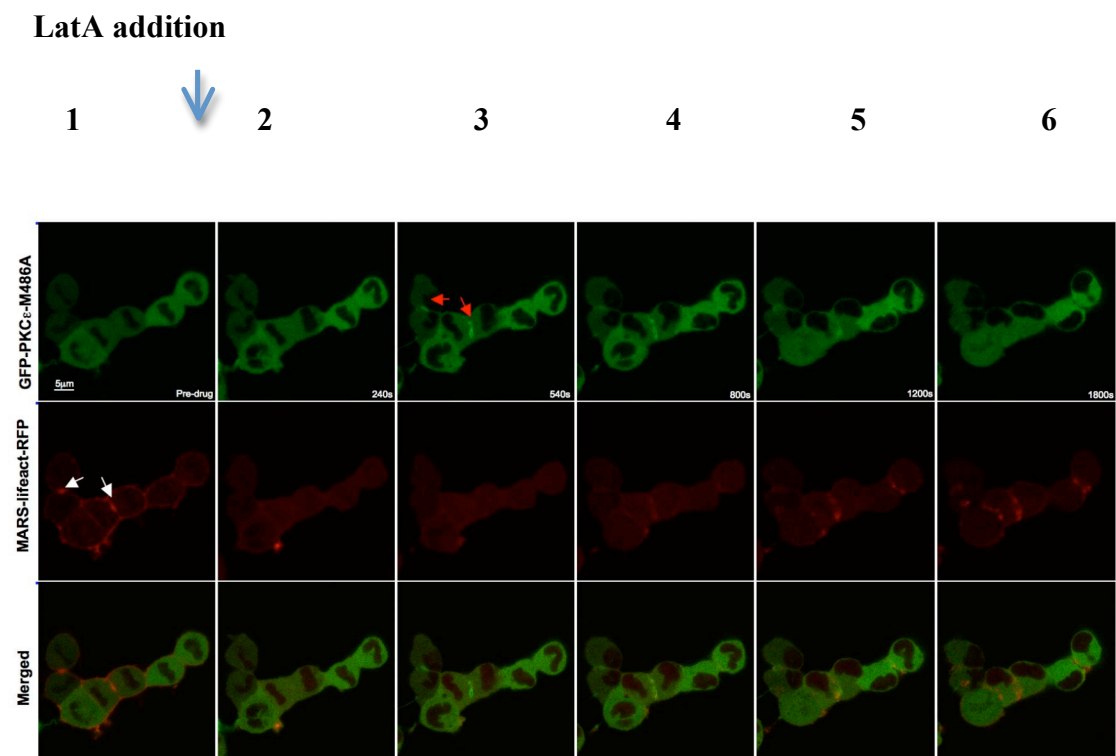 LatA addition
1 2 3 4 5 6
GFP-PKCε-M486A
5μm
Pre-drug
240s
540s
800s
1200s
1800s
MARS-lifeact-RFP
Merged